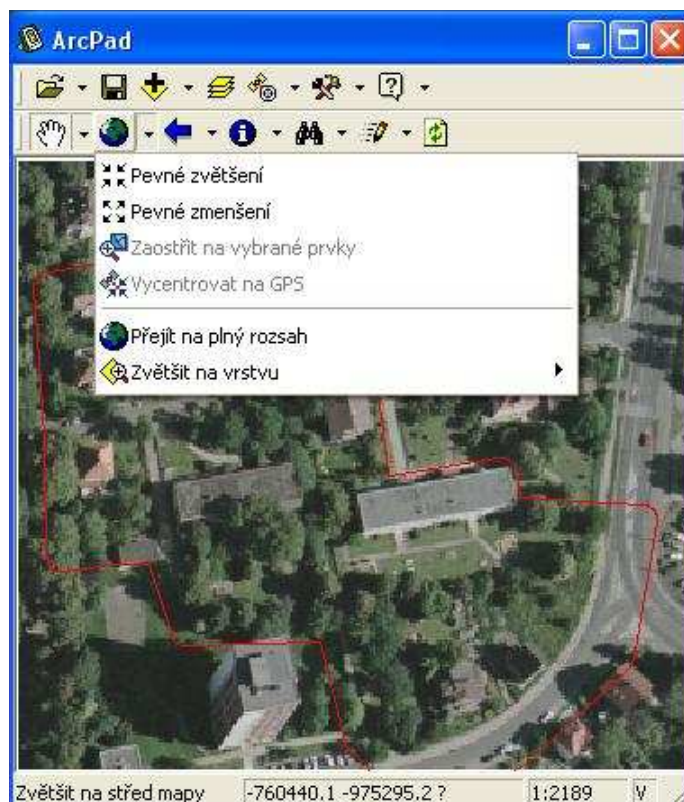 ArcPad
Pevné zvětšení
Pevné zmenšení
Zaostřit na vybrané prvky
Vycentrovat na GPS
Přejít na plný rozsah
Zvětšit na vrstvu
Zvětšit na střed mapy -760440.1 -975295.2 ? 1:2189 V